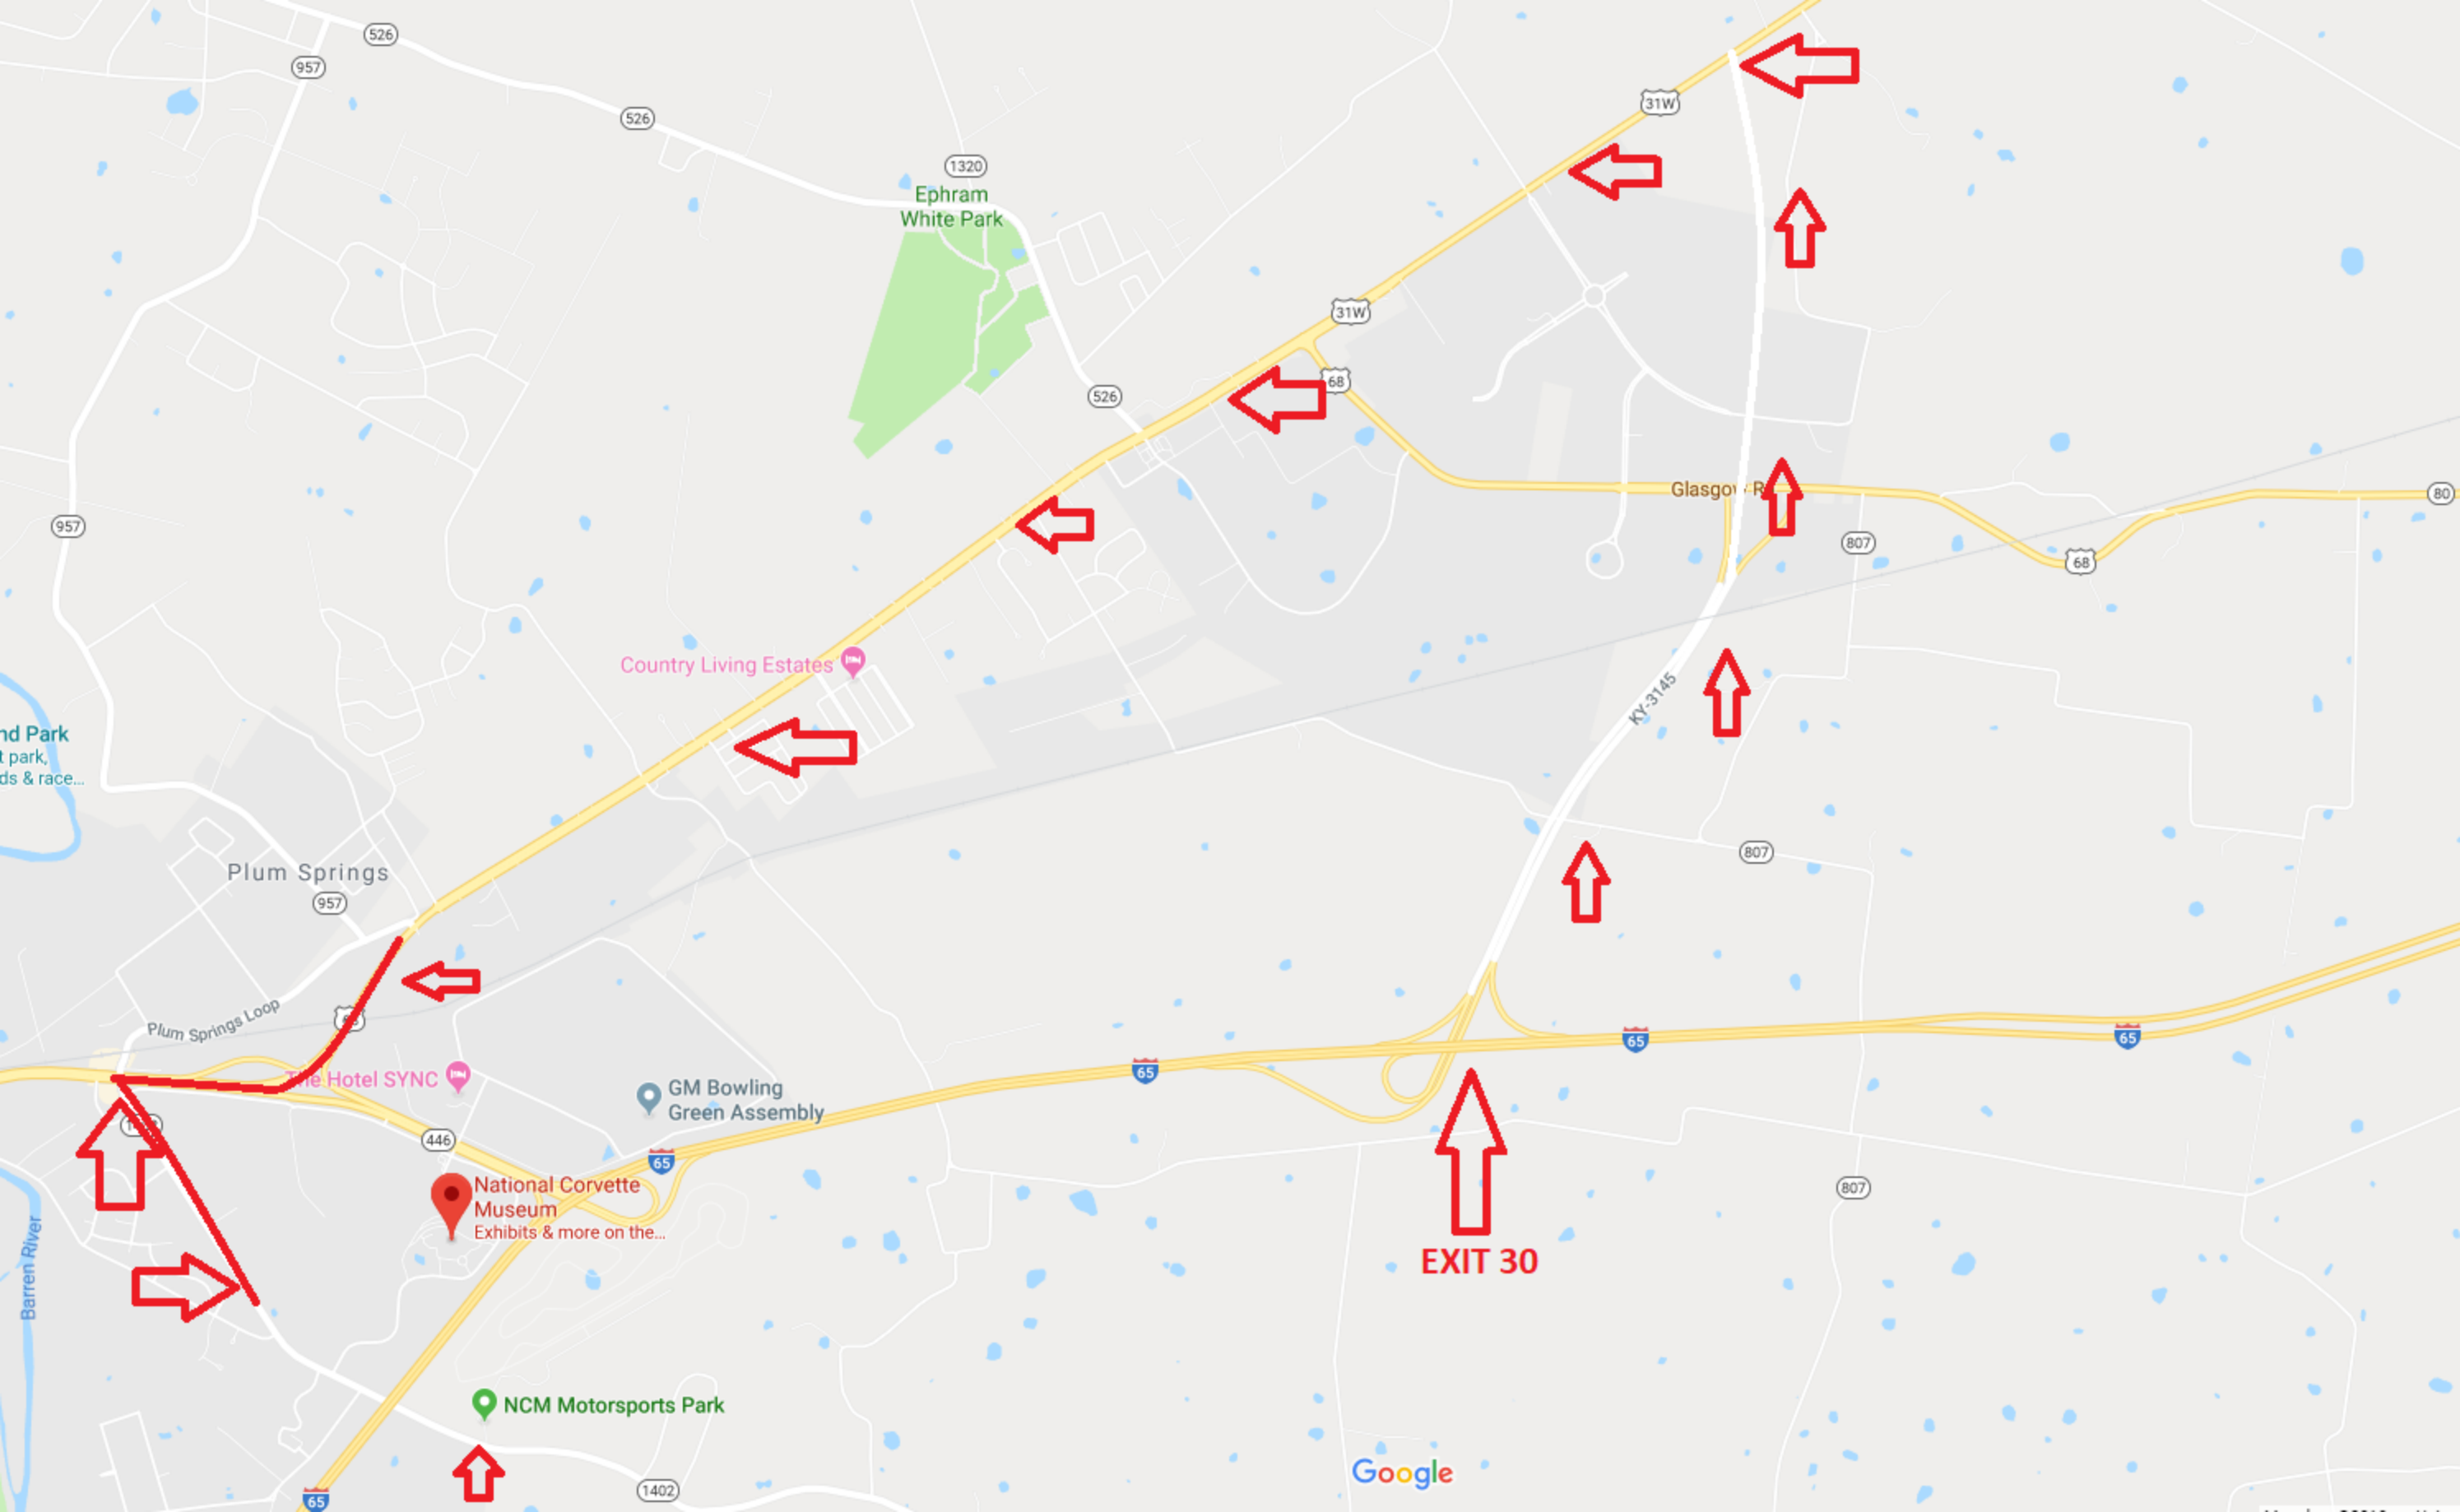 526
957
526
1320
Ephram
White Park
31W
31W
68
526
Glasgow R
80
957
807
68
Country Living Estates
KY-3145
nd Park
t park,
ds & race...
Plum Springs
957
807
Plum Springs Loop
The Hotel SYNC
65
65
65
GM Bowling
Green Assembly
446
65
National Corvette
Museum
Exhibits & more on the...
807
Barren River
EXIT 30
NCM Motorsports Park
Google
1402
65